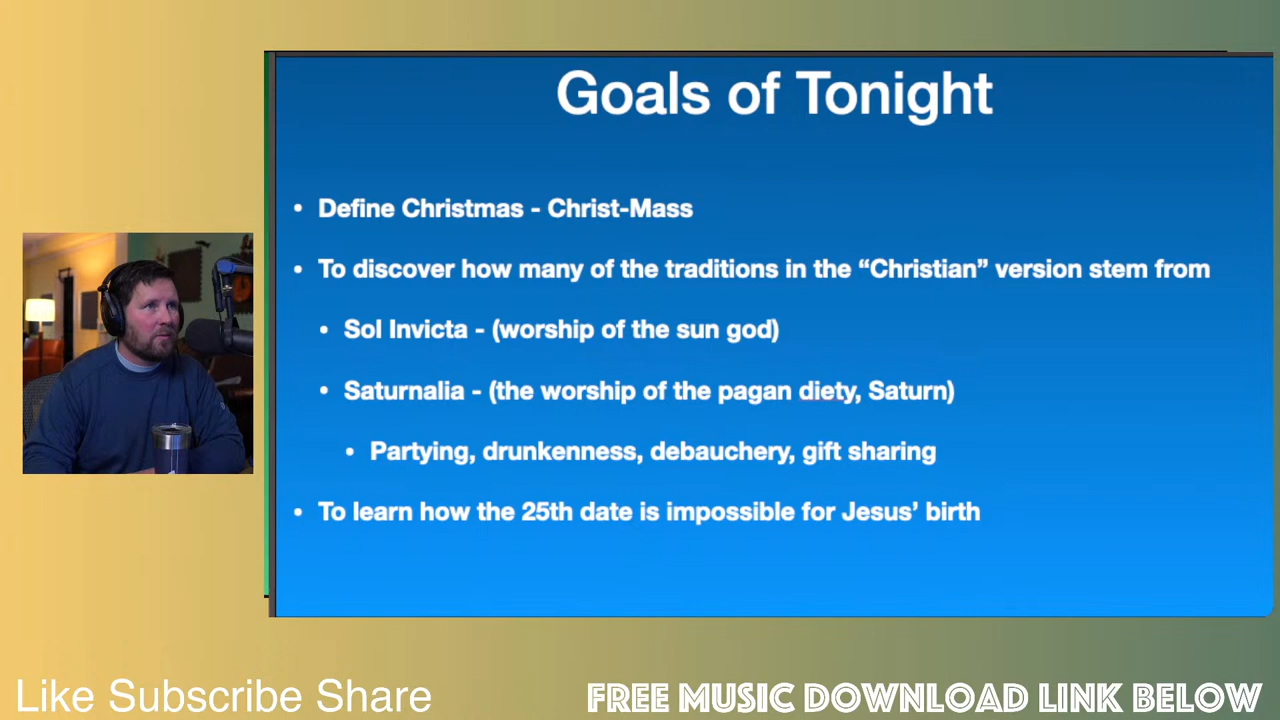 Goals of Tonight
• Define Christmas - Christ-Mass
• To discover how many of the traditions in the “Christian” version stem from
• Sol Invicta - (worship of the sun god)
• Saturnalia - (the worship of the pagan diety, Saturn)
• Partying, drunkenness, debauchery, gift sharing
• To learn how the 25th date is impossible for Jesus’ birth
Like Subscribe Share
FREE MUSIC DOWNLOAD LINK BELOW